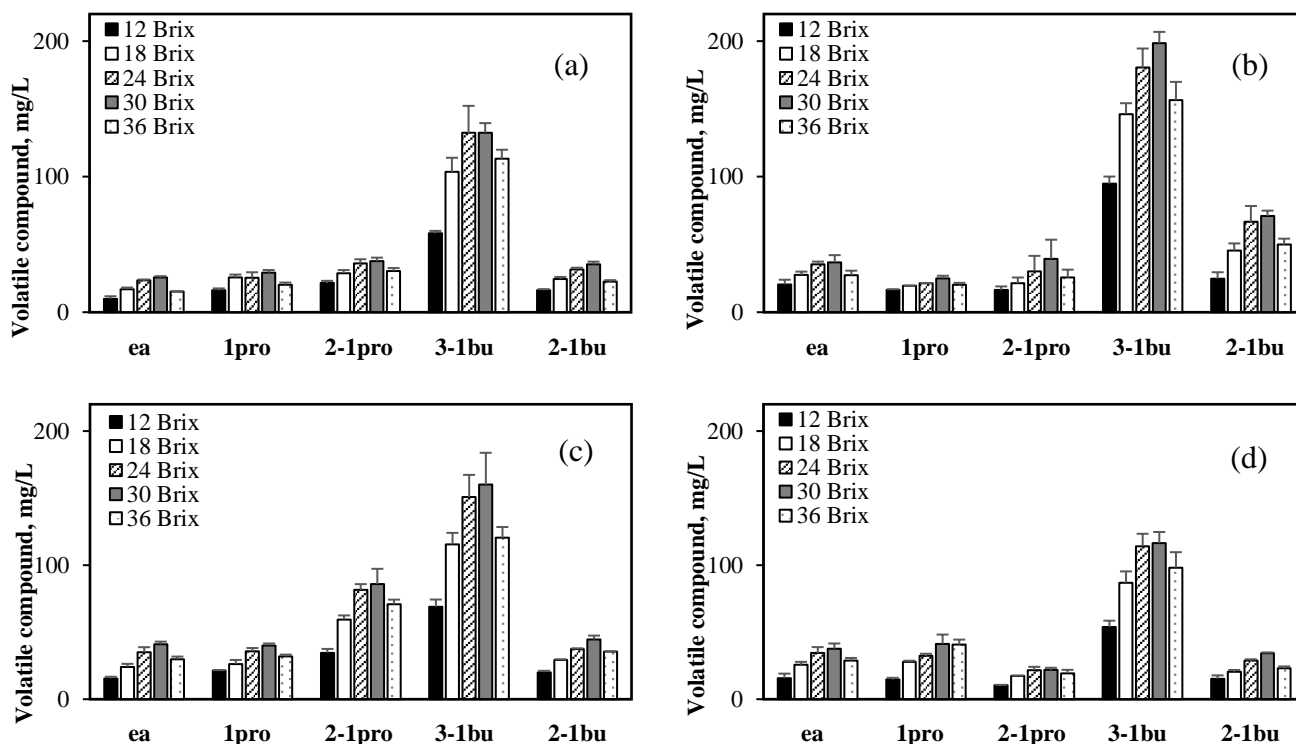 Volatile compound, mg/L
200
100
0
12 Brix
18 Brix
24 Brix
30 Brix
36 Brix
(a)
ea 1pro 2-1pro 3-1bu 2-1bu
Volatile compound, mg/L
200
100
0
12 Brix
18 Brix
24 Brix
30 Brix
36 Brix
(b)
ea 1pro 2-1pro 3-1bu 2-1bu
Volatile compound, mg/L
200
100
0
12 Brix
18 Brix
24 Brix
30 Brix
36 Brix
(c)
ea 1pro 2-1pro 3-1bu 2-1bu
Volatile compound, mg/L
200
100
0
12 Brix
18 Brix
24 Brix
30 Brix
36 Brix
(d)
ea 1pro 2-1pro 3-1bu 2-1bu